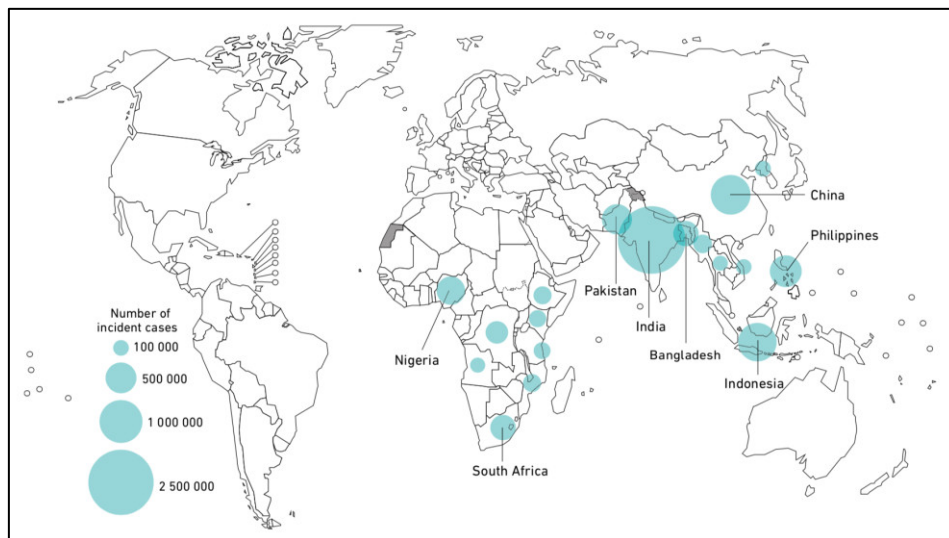 China
Philippines
Pakistan
India
Bangladesh
Nigeria
Indonesia
South Africa
Number of
incident cases
100 000
500 000
1 000 000
2 500 000